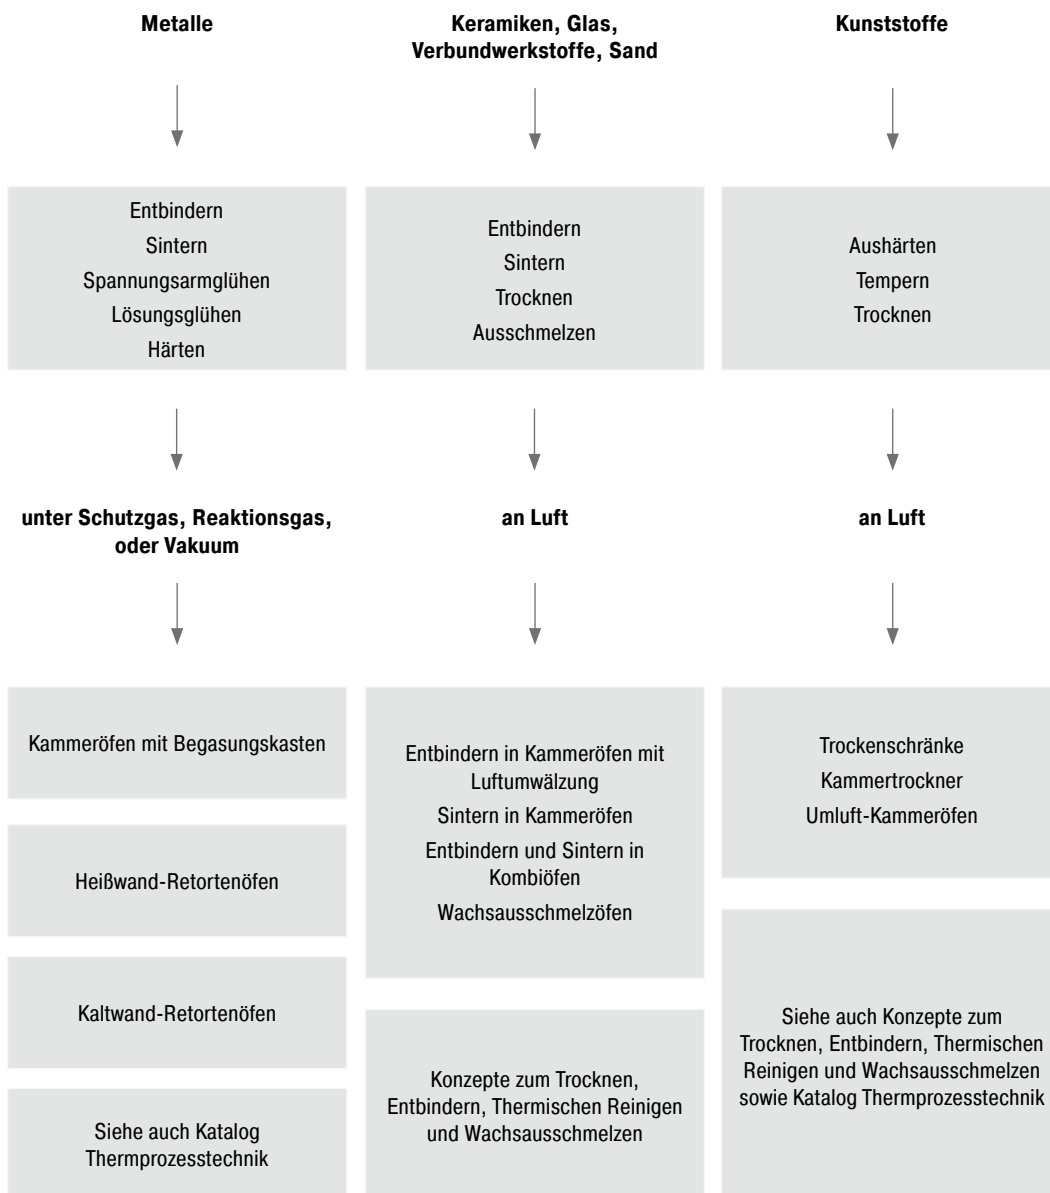 Metalle
Keramiken, Glas,
Verbundwerkstoffe, Sand
Kunststoffe
Entbindern
Sintern
Spannungsarmglühen
Lösungsglühen
Härten
Entbindern
Sintern
Trocknen
Ausschmelzen
Aushärten
Tempern
Trocknen
unter Schutzgas, Reaktionsgas,
oder Vakuum
an Luft
an Luft
Kammeröfen mit Begasungskasten
Heißwand-Retortenöfen
Kaltwand-Retortenöfen
Siehe auch Katalog
Thermprozesstechnik
Entbindern in Kammeröfen mit
Luftumwälzung
Sintern in Kammeröfen
Entbindern und Sintern in
Kombiöfen
Wachsausschmelzöfen
Konzepte zum Trocknen,
Entbindern, Thermischen Reinigen
und Wachsausschmelzen
Trockenschränke
Kammertrockner
Umluft-Kammeröfen
Siehe auch Konzepte zum
Trocknen, Entbindern, Thermischen
Reinigen und Wachsausschmelzen
sowie Katalog Thermprozesstechnik